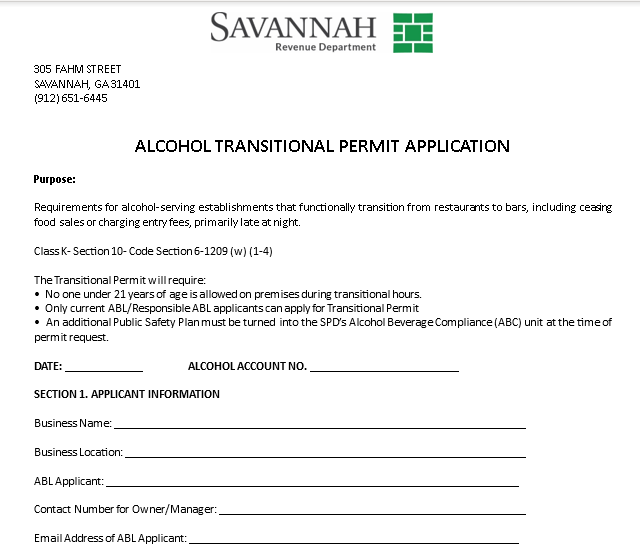 SAVANNAH
Revenue Department
305 FAHM STREET
SAVANNAH, GA 31401
(912) 651-6445
ALCOHOL TRANSITIONAL PERMIT APPLICATION
Purpose:
Requirements for alcohol-serving establishments that functionally transition from restaurants to bars, including ceasing
food sales or charging entry fees, primarily late at night.
Class K- Section 10- Code Section 6-1209 (w) (1-4)
The Transitional Permit will require:
• No one under 21 years of age is allowed on premises during transitional hours.
• Only current ABL/Responsible ABL applicants can apply for Transitional Permit
• An additional Public Safety Plan must be turned into the SPD's Alcohol Beverage Compliance (ABC) unit at the time of
permit request.
DATE: ____________ ALCOHOL ACCOUNT NO. ______________________
SECTION 1. APPLICANT INFORMATION
Business Name: ______________________
Business Location: ______________________
ABL Applicant: ______________________
Contact Number for Owner/Manager: ______________________
Email Address of ABL Applicant: ______________________